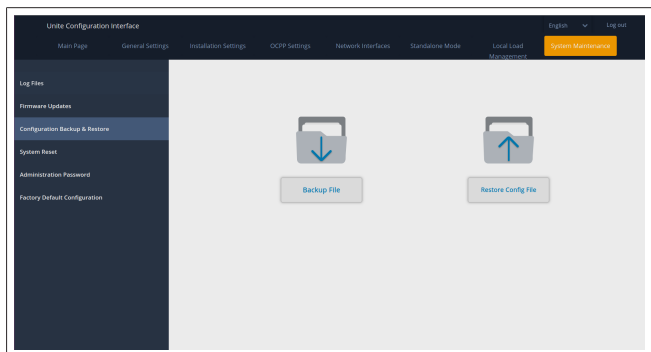 Unite Configuration Interface
English
Log out
Main Page
General Settings
Installation Settings
OCPP Settings
Network Interfaces
Standalone Mode
Local Load
Management
System Maintenance
Log Files
Firmware Updates
Configuration Backup & Restore
System Reset
Administration Password
Factory Default Configuration
Backup File
Restore Config File